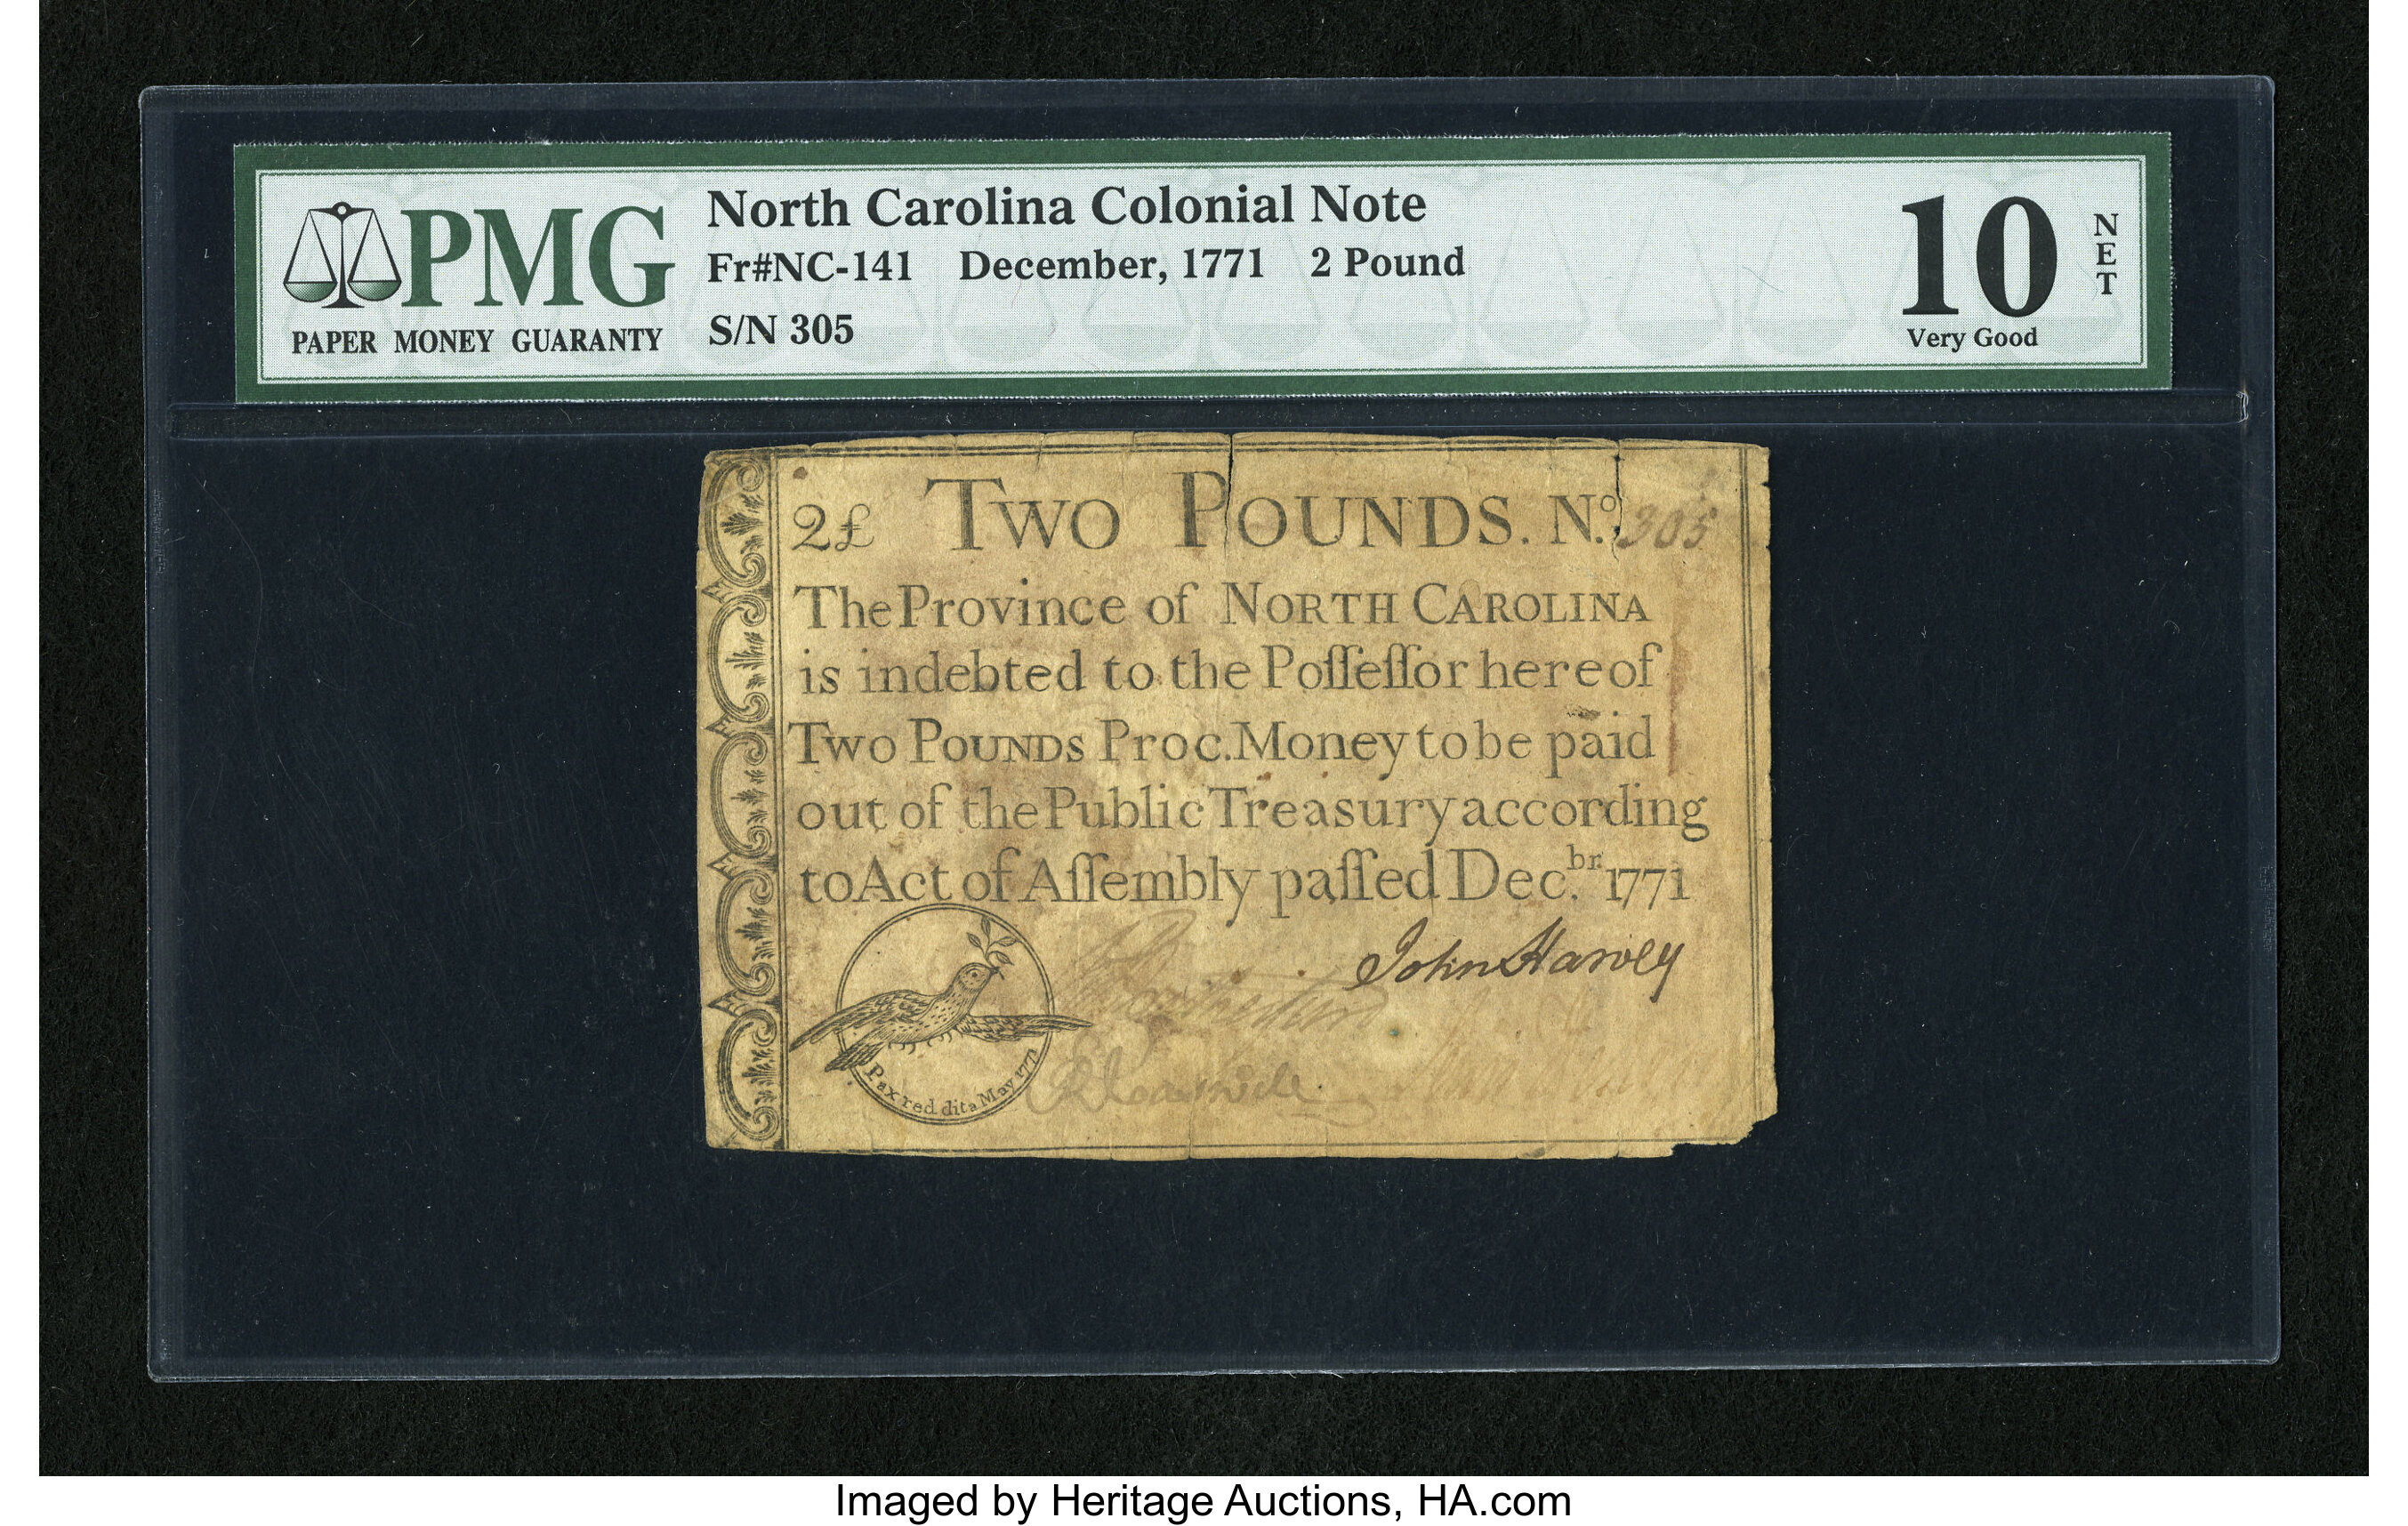 PMG
PAPER MONEY GUARANTY
North Carolina Colonial Note
Fr#NC-141 December, 1771 2 Pound
S/N 305
10
NET
Very Good
2£ Two Pounds. No. 305
The Province of North Carolina
is indebted to the Poſſeſſor hereof
Two Pounds Proc. Money to be paid
out of the Public Treasury according
to Act of Aſſembly paſſed Decbr. 1771
John Harvey
Pax reddita May 1771
Imaged by Heritage Auctions, HA.com